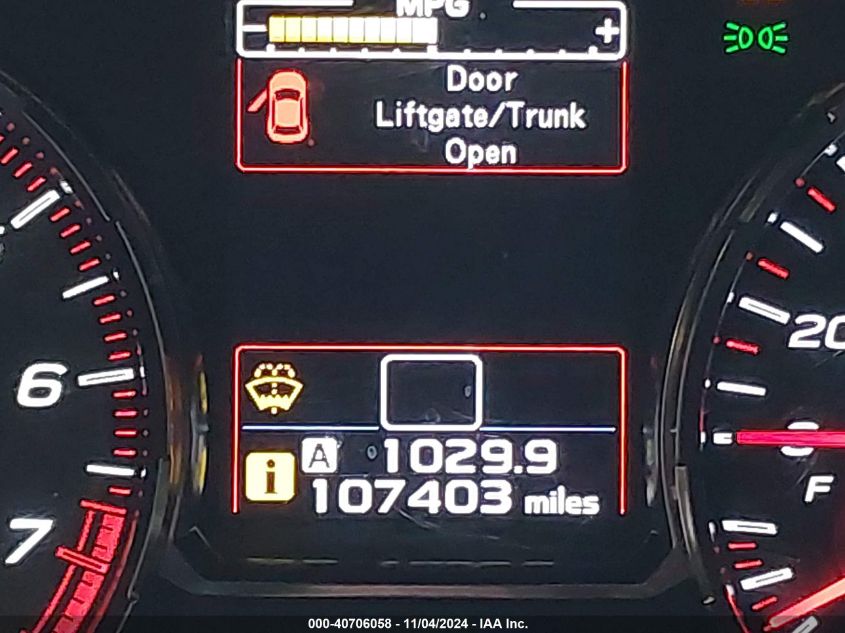 MPG
- +
Door
Liftgate/Trunk
Open
20
6
0
A 1029.9
i 107403 miles
F
7
000-40706058 - 11/04/2024 - IAA Inc.